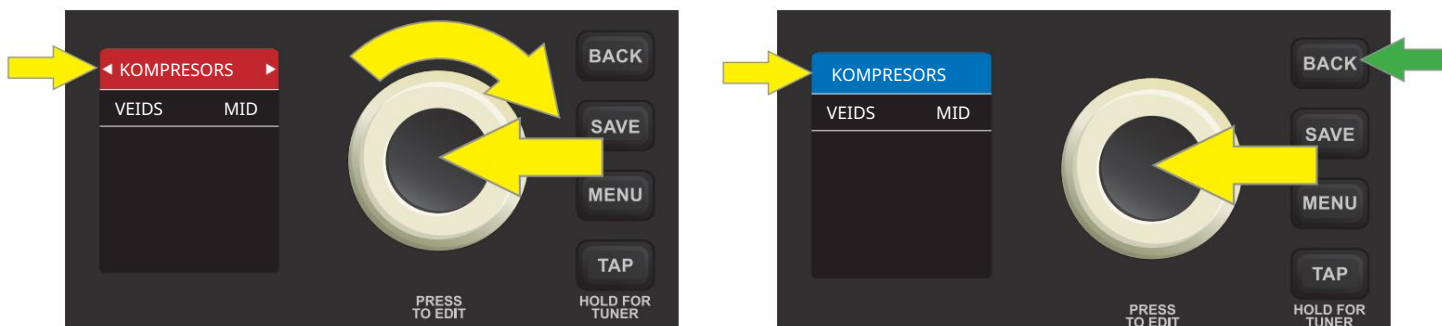 KOMPRESORS
VEIDS MID
BACK
SAVE
MENU
TAP
PRESS
TO EDIT
HOLD FOR
TUNER
KOMPRESORS
VEIDS MID
BACK
SAVE
MENU
TAP
PRESS
TO EDIT
HOLD FOR
TUNER